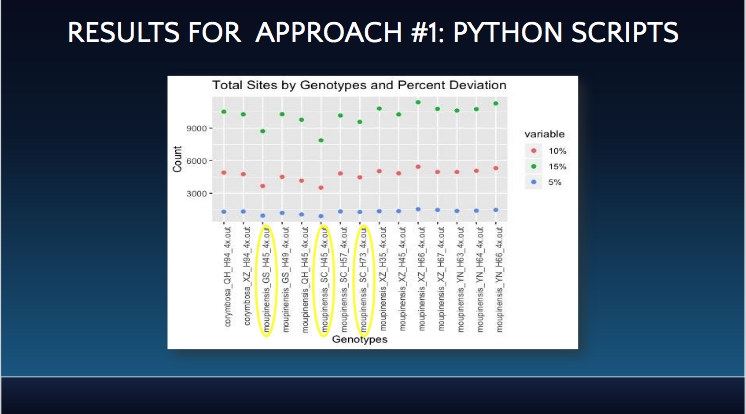 RESULTS FOR APPROACH #1: PYTHON SCRIPTS
Total Sites by Genotypes and Percent Deviation
Count
9000
6000
3000
variable
10%
15%
5%
corymbosa_QH_H94_4x.out
corymbosa_XZ_H94_4x.out
moupinensis_GS_H45_4x.out
moupinensis_GS_H49_4x.out
moupinensis_QH_H45_4x.out
moupinensis_SC_H45_4x.out
moupinensis_SC_H57_4x.out
moupinensis_SC_H73_4x.out
moupinensis_XZ_H35_4x.out
moupinensis_XZ_H45_4x.out
moupinensis_XZ_H66_4x.out
moupinensis_XZ_H67_4x.out
moupinensis_YN_H63_4x.out
moupinensis_YN_H64_4x.out
moupinensis_YN_H66_4x.out
Genotypes